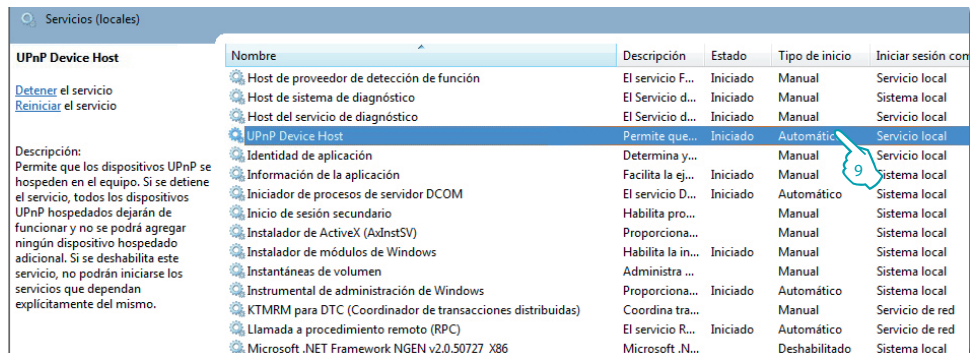 Servicios (locales)
UPnP Device Host
Detener el servicio
Reiniciar el servicio
Descripción:
Permite que los dispositivos UPnP se
hospeden en el equipo. Si se detiene
el servicio, todos los dispositivos
UPnP hospedados dejarán de
funcionar y no se podrá agregar
ningún dispositivo hospedado
adicional. Si se deshabilita este
servicio, no podrán iniciarse los
servicios que dependan
explícitamente del mismo.
Nombre Descripción Estado Tipo de inicio Iniciar sesión com
Host de proveedor de detección de función El servicio F... Iniciado Manual Servicio local
Host de sistema de diagnóstico El Servicio d... Iniciado Manual Sistema local
Host del servicio de diagnóstico El Servicio d... Iniciado Manual Servicio local
UPnP Device Host Permite que... Iniciado Automátic Servicio local
Identidad de aplicación Determina y... Manual Servicio local
Información de la aplicación Facilita la ej... Iniciado Manual Sistema local
9
Iniciador de procesos de servidor DCOM El servicio D... Iniciado Automático Sistema local
Inicio de sesión secundario Habilita pro... Manual Sistema local
Instalador de ActiveX (AxInstSV) Proporciona... Manual Sistema local
Instalador de módulos de Windows Habilita la in... Iniciado Manual Sistema local
Instantáneas de volumen Administra ... Manual Sistema local
Instrumental de administración de Windows Proporciona... Iniciado Automático Sistema local
KTMRM para DTC (Coordinador de transacciones distribuidas) Coordina tra... Manual Servicio de red
Llamada a procedimiento remoto (RPC) El servicio R... Iniciado Automático Servicio de red
Microsoft .NET Framework NGEN v2.0.50727_X86 Microsoft .N... Deshabilitado Sistema local